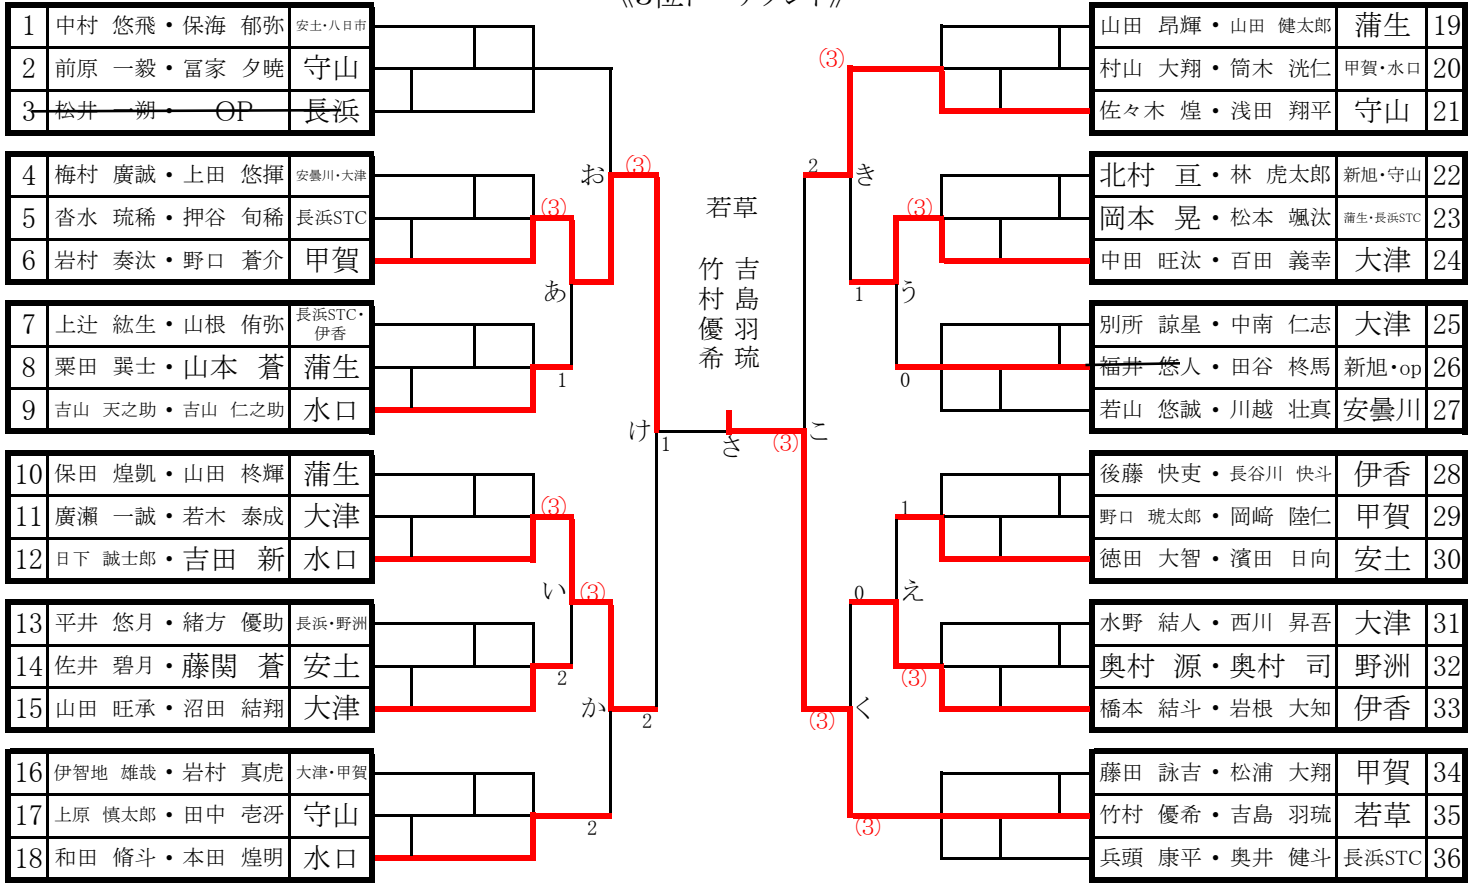 1 中村 悠飛・保海 郁弥 安土・八日市
2 前原 一毅・冨家 夕暁 守山
3 松井 一朔・ OP 長浜
4 梅村 廣誠・上田 悠揮 安曇川・大津
5 沓水 琉稀・押谷 旬稀 長浜STC
6 岩村 奏汰・野口 蒼介 甲賀
7 上辻 紘生・山根 侑弥 長浜STC・
伊香
8 粟田 巽士・山本 蒼 蒲生
9 吉山 天之助・吉山 仁之助 水口
10 保田 煌凱・山田 柊輝 蒲生
11 廣瀬 一誠・若木 泰成 大津
12 日下 誠士郎・吉田 新 水口
13 平井 悠月・緒方 優助 長浜・野洲
14 佐井 碧月・藤関 蒼 安土
15 山田 旺承・沼田 結翔 大津
16 伊智地 雄哉・岩村 真虎 大津・甲賀
17 上原 慎太郎・田中 壱冴 守山
18 和田 脩斗・本田 煌明 水口
お (3)
(3)
あ
1
け 1
(3)
い (3)
2
か 2
2
若草
竹村優希
吉島羽琉
さ (3) こ
(3)
2 き
(3)
1 う
0
1
0 え
(3)
(3) く
(3)
山田 昂輝・山田 健太郎 蒲生 19
村山 大翔・筒木 洸仁 甲賀・水口 20
佐々木 煌・浅田 翔平 守山 21
北村 亘・林 虎太郎 新旭・守山 22
岡本 晃・松本 颯汰 蒲生・長浜STC 23
中田 旺汰・百田 義幸 大津 24
別所 諒星・中南 仁志 大津 25
福井 悠人・田谷 柊馬 新旭・op 26
若山 悠誠・川越 壮真 安曇川 27
後藤 快吏・長谷川 快斗 伊香 28
野口 琥太郎・岡﨑 陸仁 甲賀 29
徳田 大智・濱田 日向 安土 30
水野 結人・西川 昇吾 大津 31
奥村 源・奥村 司 野洲 32
橋本 結斗・岩根 大知 伊香 33
藤田 詠吉・松浦 大翔 甲賀 34
竹村 優希・吉島 羽琉 若草 35
兵頭 康平・奥井 健斗 長浜STC 36